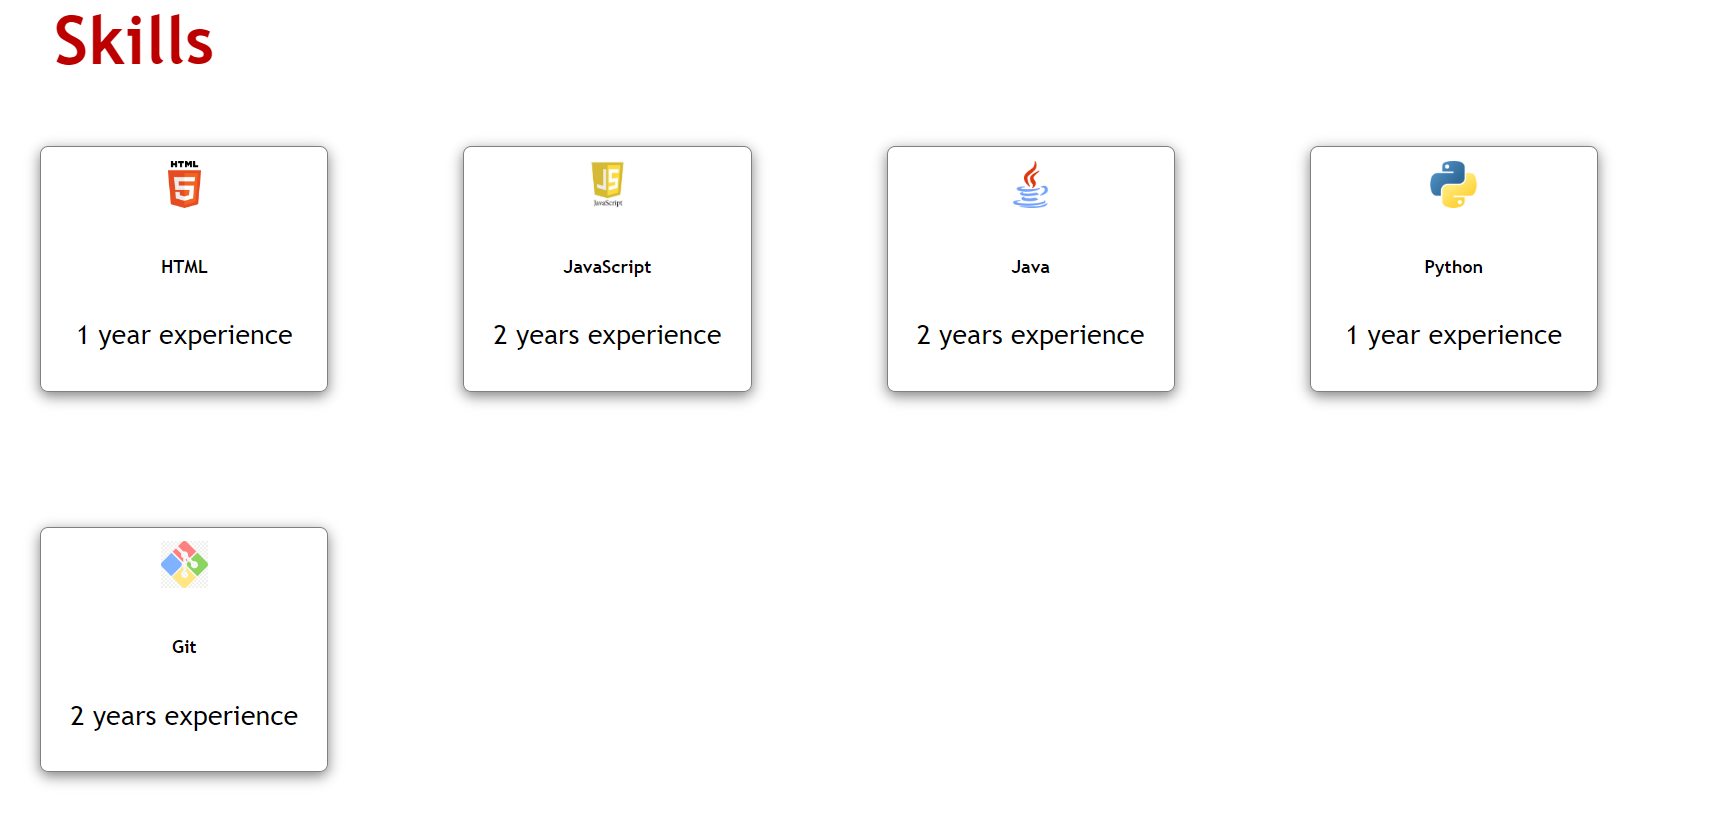 Skills
HTML
5
JS
JavaScript
HTML
JavaScript
Java
Python
1 year experience
2 years experience
2 years experience
1 year experience
Git
2 years experience